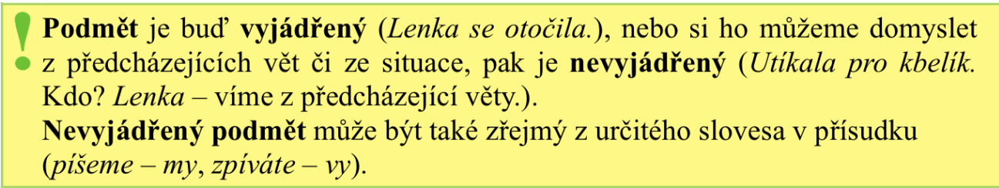 Podmět je buď vyjádřený (Lenka se otočila.), nebo si ho můžeme domyslet
z předcházejících vět či ze situace, pak je nevyjádřený (Utíkala pro kbelík.
Kdo? Lenka – víme z předcházející věty.).
Nevyjádřený podmět může být také zřejmý z určitého slovesa v přísudku
(píšeme – my, zpíváte – vy).